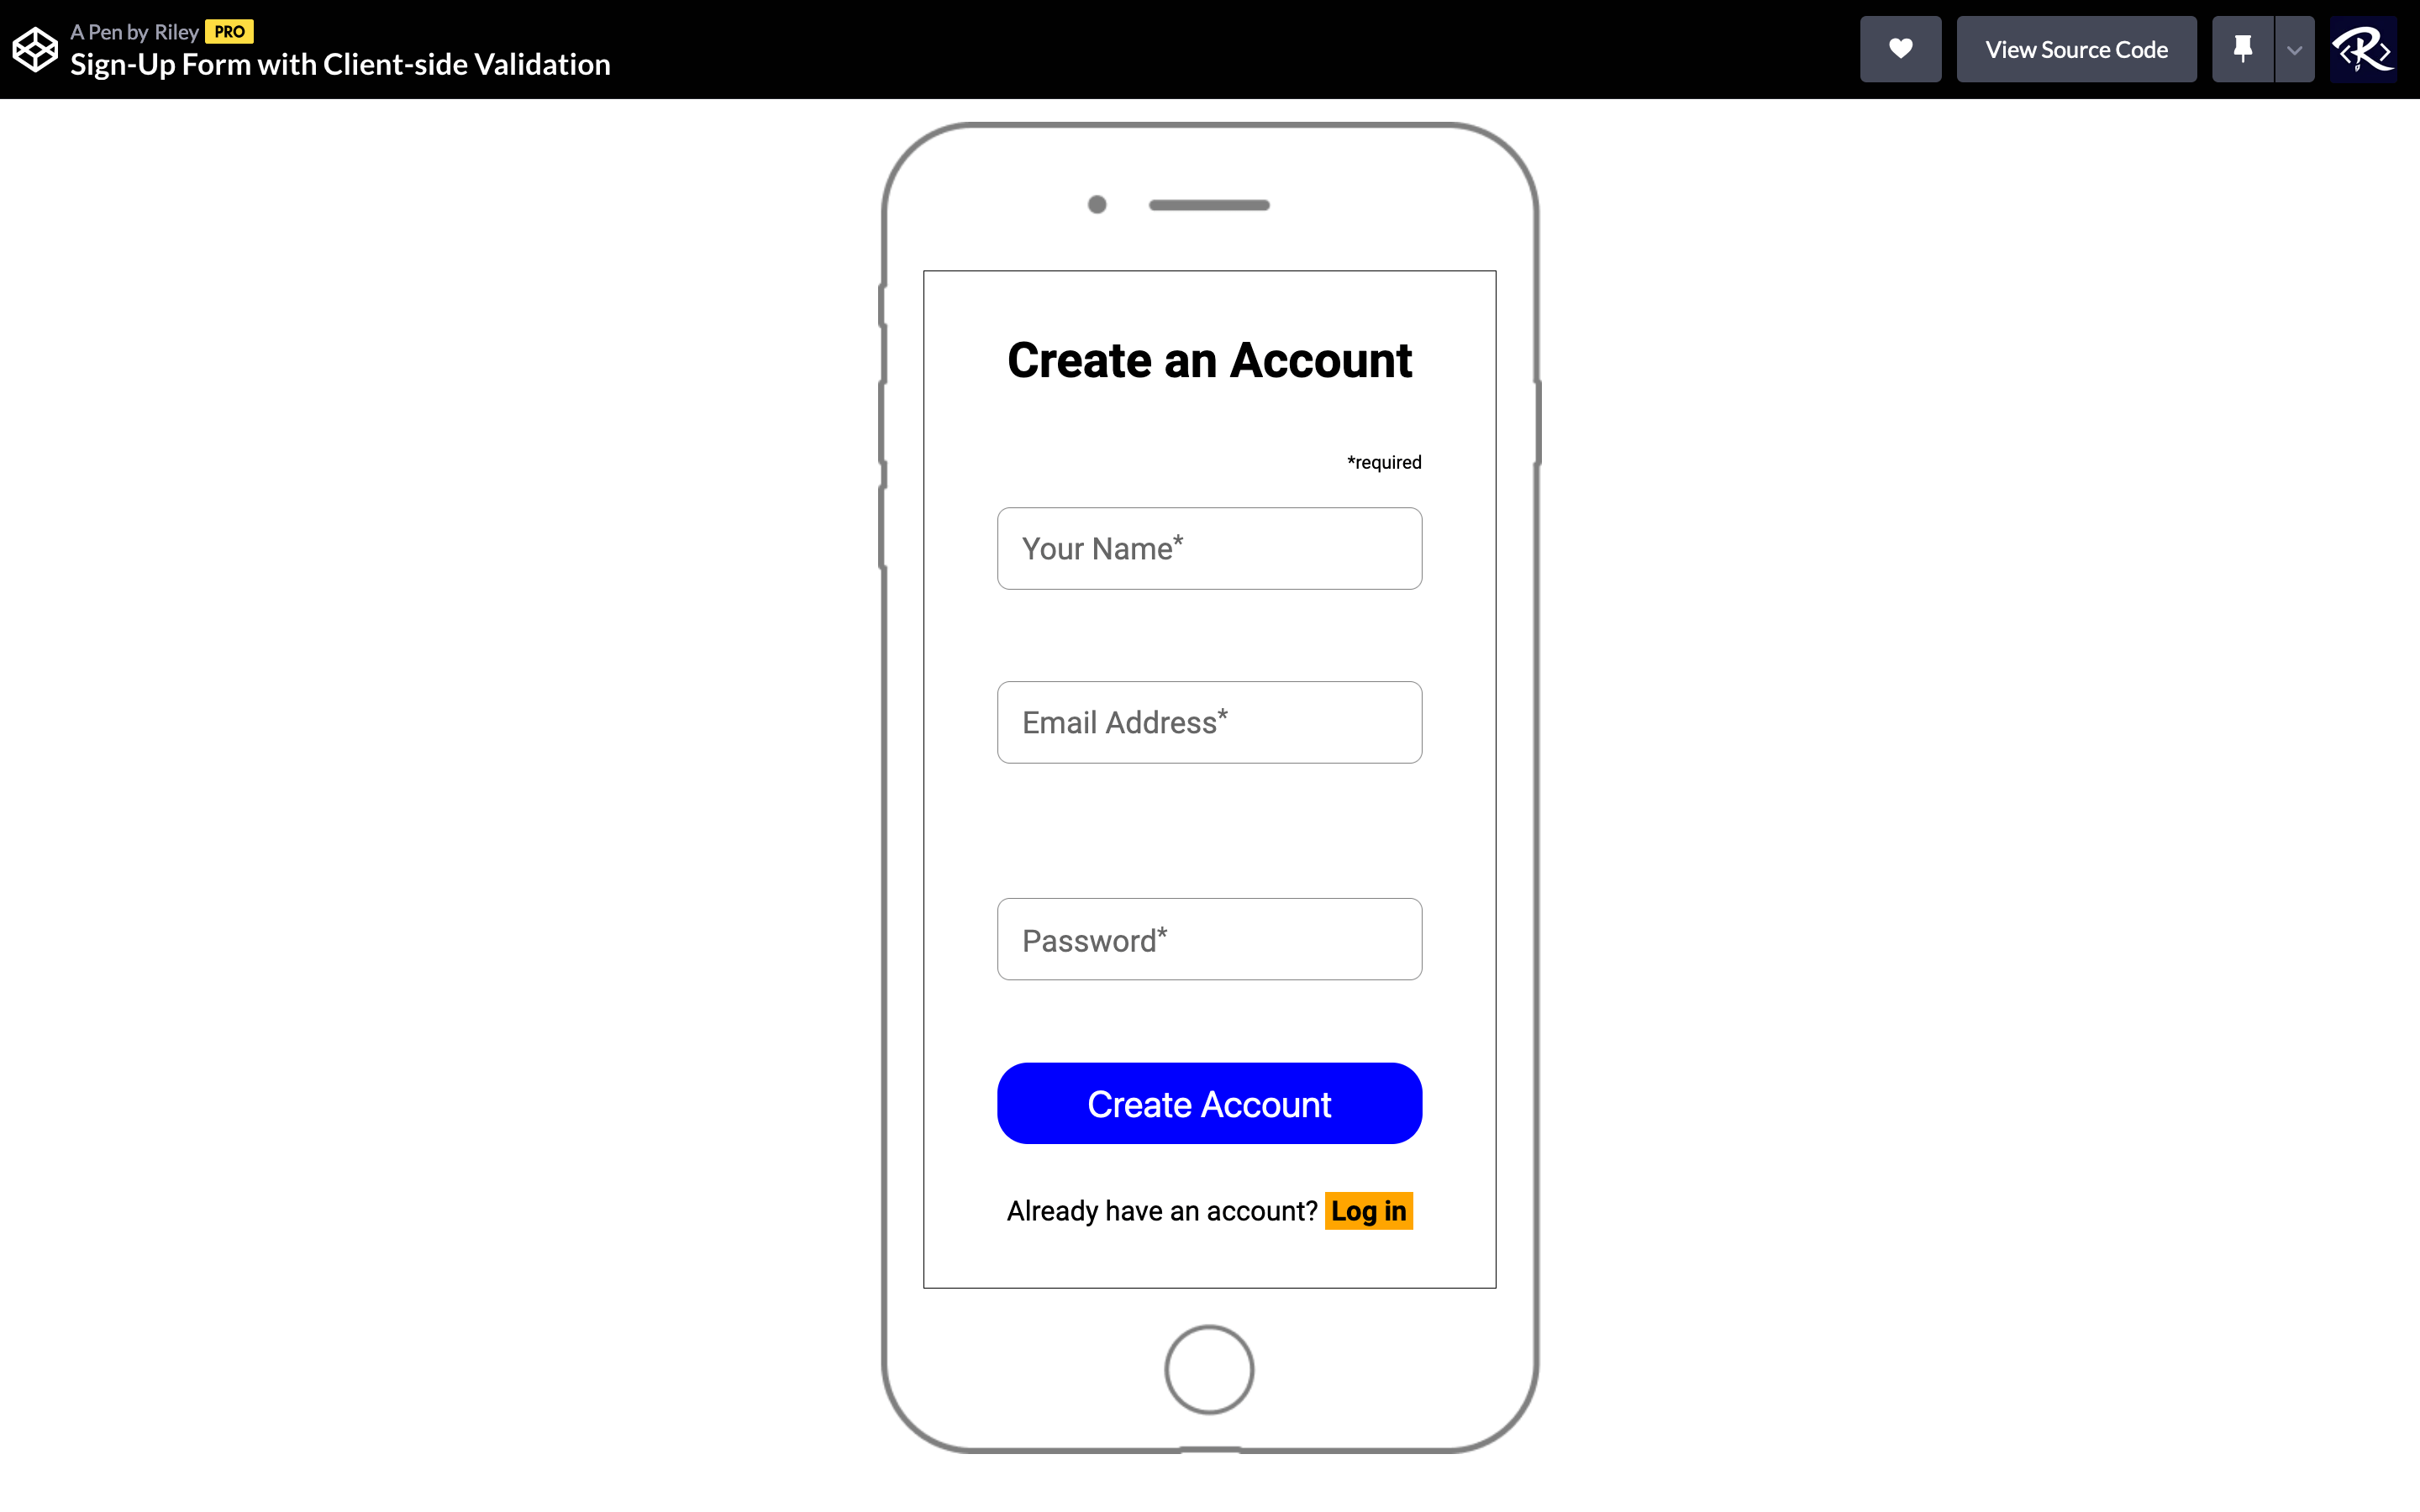 A Pen by Riley PRO
Sign-Up Form with Client-side Validation
View Source Code
Create an Account
*required
Your Name*
Email Address*
Password*
Create Account
Already have an account? Log in